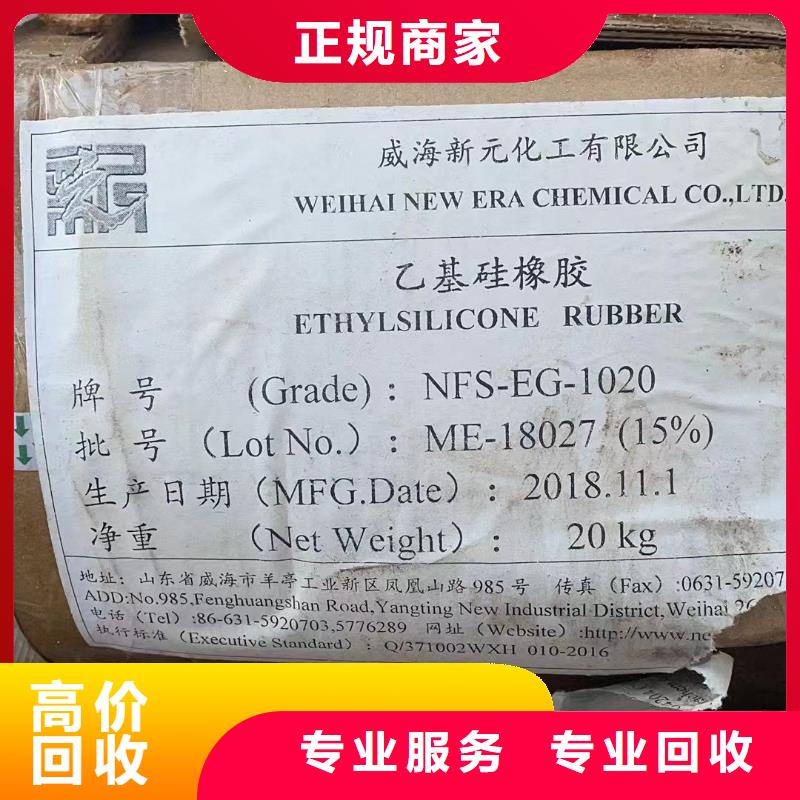 正规商家
威海新元化工有限公司
WEIHAI NEW ERA CHEMICAL CO.,LTD.
乙基硅橡胶
ETHYLSILICONE RUBBER
牌 号 (Grade) : NFS-EG-1020
批 号 (Lot No.) : ME-18027 (15%)
生产日期 (MFG.Date) : 2018.11.1
净重 (Net Weight) : 20 kg
地址: 山东省威海市羊亭工业新区凤凰山路985号 传真 (Fax) :0631-59207
ADD:No.985,Fenghuangshan Road,Yangting New Industrial District,Weihai 26
电话 (Tel) :86-631-5920703,5776289 网址 (Website) :http://www.ne
执行标准 (Executive Standard) : Q/371002WXH 010-2016
高价
回收
专业服务 专业回收